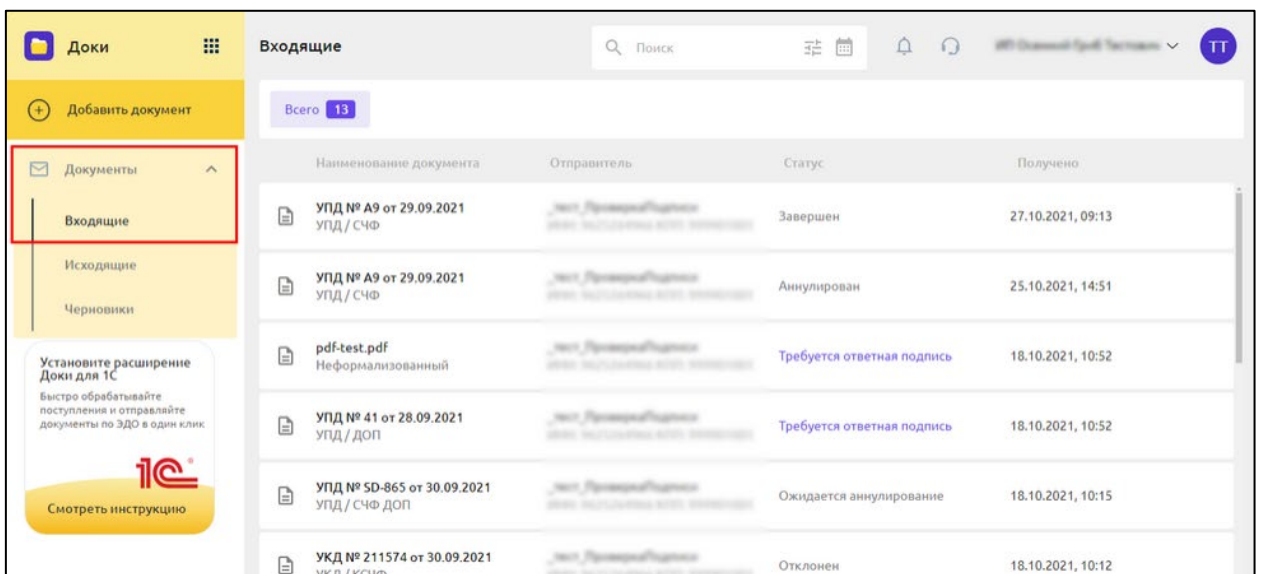 Доки
Входящие
Поиск
ТТ
Добавить документ
Всего 13
Документы
Входящие
Исходящие
Черновики
Установите расширение
Доки для 1С
Быстро обрабатывайте
поступления и отправляйте
документы по ЭДО в один клик
1С
Смотреть инструкцию
Наименование документа Отправитель Статус Получено
УПД № А9 от 29.09.2021
УПД / СЧФ
Завершен
27.10.2021, 09:13
УПД № А9 от 29.09.2021
УПД / СЧФ
Аннулирован
25.10.2021, 14:51
pdf-test.pdf
Неформализованный
Требуется ответная подпись
18.10.2021, 10:52
УПД № 41 от 28.09.2021
УПД / ДОП
Требуется ответная подпись
18.10.2021, 10:52
УПД № SD-865 от 30.09.2021
УПД / СЧФ ДОП
Ожидается аннулирование
18.10.2021, 10:15
УКД № 211574 от 30.09.2021
УКД / КСЧФ
Отклонен
18.10.2021, 10:12